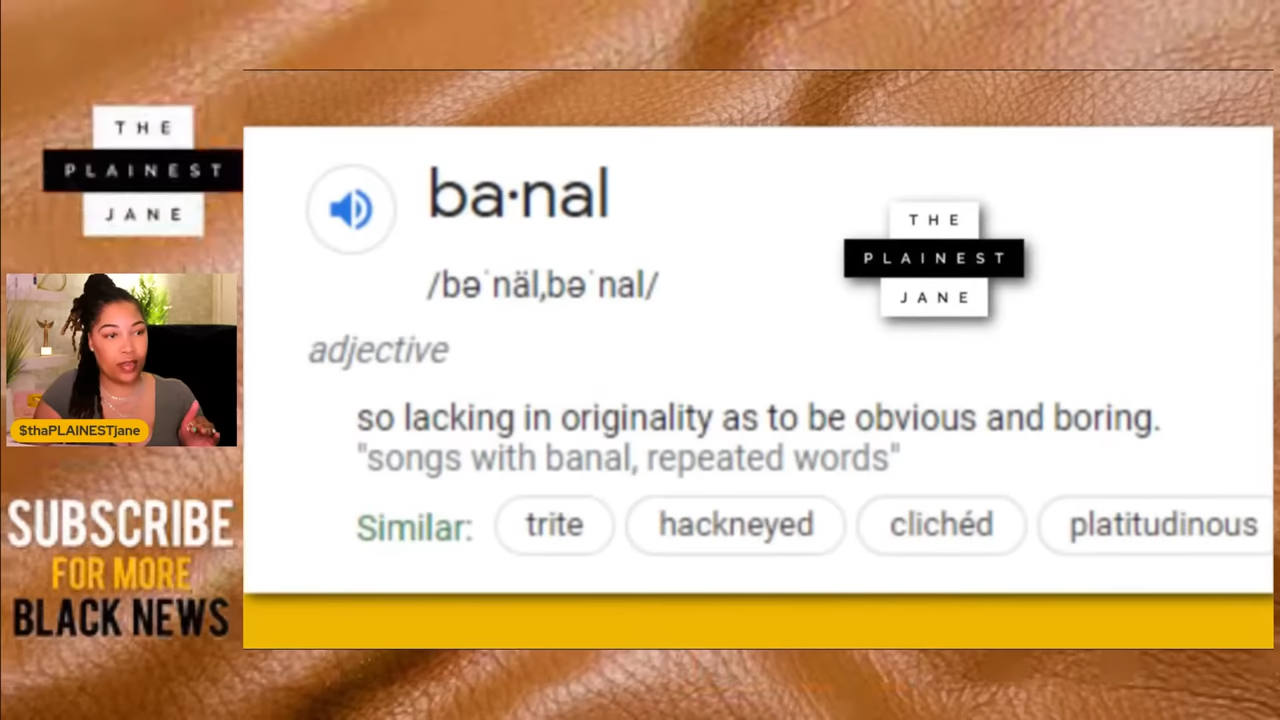 THE
PLAINEST
JANE
$thaPLAINESTjane
SUBSCRIBE
FOR MORE
BLACK NEWS
ba·nal
/bəˈnäl,bəˈnal/
adjective
so lacking in originality as to be obvious and boring.
"songs with banal, repeated words"
Similar: trite hackneyed clichéd platitudinous
THE
PLAINEST
JANE